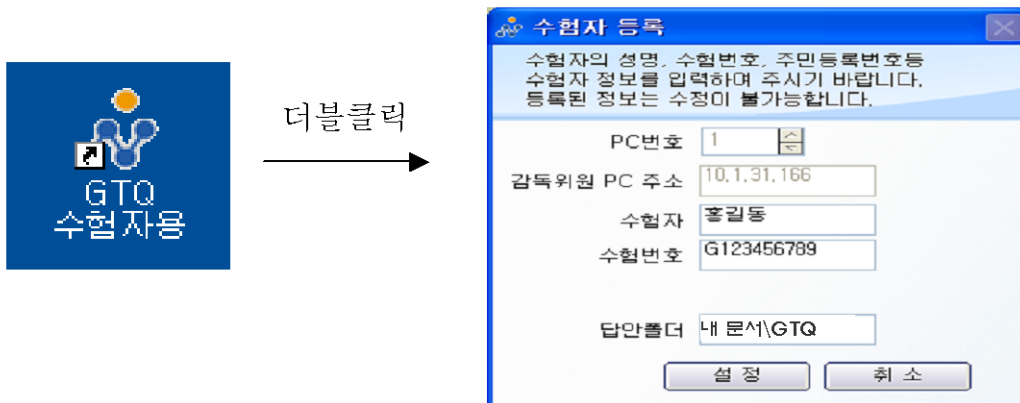 GTQ
수험자용
더블클릭
수험자 등록
수험자의 성명, 수험번호, 주민등록번호등
수험자 정보를 입력하며 주시기 바랍니다.
등록된 정보는 수정이 불가능합니다.
PC번호 1
감독위원 PC 주소 10.1.31.166
수험자 홍길동
수험번호 G123456789
답안폴더 내 문서\GTQ
설 정 취 소